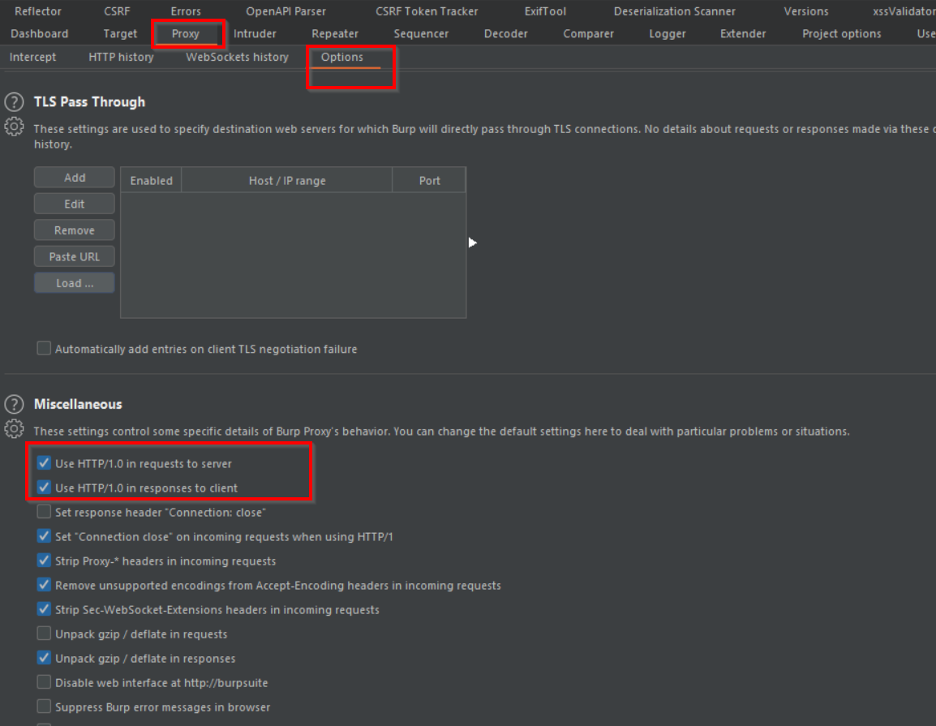 Reflector CSRF Errors OpenAPI Parser CSRF Token Tracker ExifTool Deserialization Scanner Versions xssValidator
Dashboard Target Proxy Intruder Repeater Sequencer Decoder Comparer Logger Extender Project options Use
Intercept HTTP history WebSockets history Options
? TLS Pass Through
These settings are used to specify destination web servers for which Burp will directly pass through TLS connections. No details about requests or responses made via these c
history.
Add
Edit
Remove
Paste URL
Load ...
Enabled Host / IP range Port
Automatically add entries on client TLS negotiation failure
? Miscellaneous
These settings control some specific details of Burp Proxy's behavior. You can change the default settings here to deal with particular problems or situations.
Use HTTP/1.0 in requests to server
Use HTTP/1.0 in responses to client
Set response header "Connection: close"
Set "Connection close" on incoming requests when using HTTP/1
Strip Proxy-* headers in incoming requests
Remove unsupported encodings from Accept-Encoding headers in incoming requests
Strip Sec-WebSocket-Extensions headers in incoming requests
Unpack gzip / deflate in requests
Unpack gzip / deflate in responses
Disable web interface at http://burpsuite
Suppress Burp error messages in browser